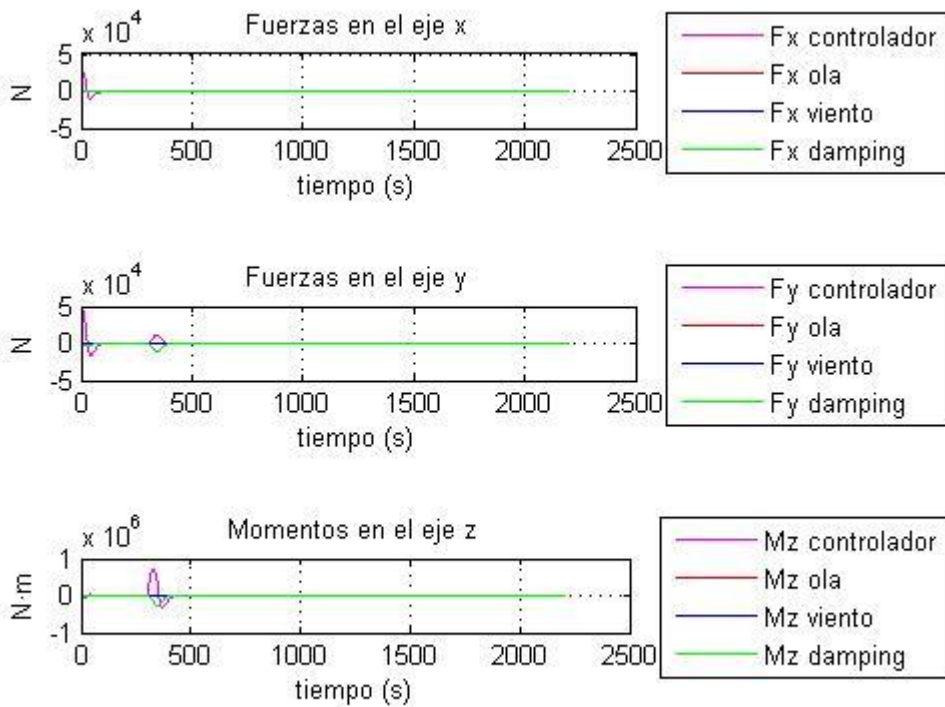 Fuerzas en el eje x
x 10^4
N
5
0
-5
0 500 1000 1500 2000 2500
tiempo (s)
Fx controlador
Fx ola
Fx viento
Fx damping
Fuerzas en el eje y
x 10^4
N
5
0
-5
0 500 1000 1500 2000 2500
tiempo (s)
Fy controlador
Fy ola
Fy viento
Fy damping
Momentos en el eje z
x 10^6
N·m
1
0
-1
0 500 1000 1500 2000 2500
tiempo (s)
Mz controlador
Mz ola
Mz viento
Mz damping